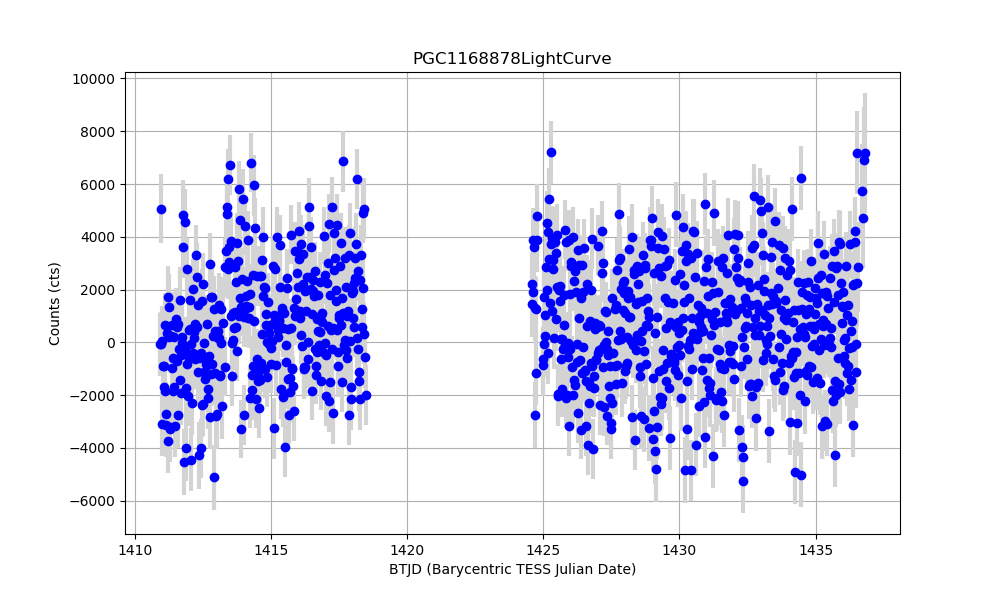 PGC1168878LightCurve
10000
8000
6000
4000
2000
0
−2000
−4000
−6000
Counts (cts)
1410 1415 1420 1425 1430 1435
BTJD (Barycentric TESS Julian Date)